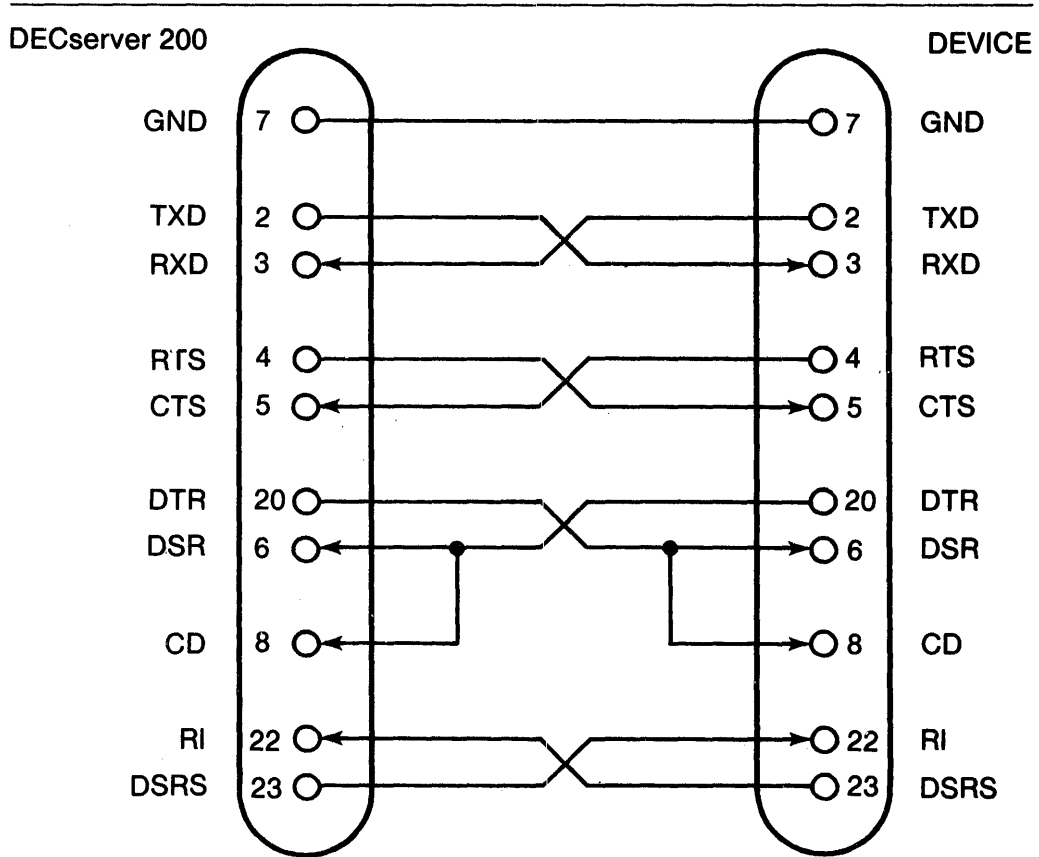 DECserver 200 DEVICE
GND 7 7 GND
TXD 2 2 TXD
RXD 3 3 RXD
RTS 4 4 RTS
CTS 5 5 CTS
DTR 20 20 DTR
DSR 6 6 DSR
CD 8 8 CD
RI 22 22 RI
DSRS 23 23 DSRS